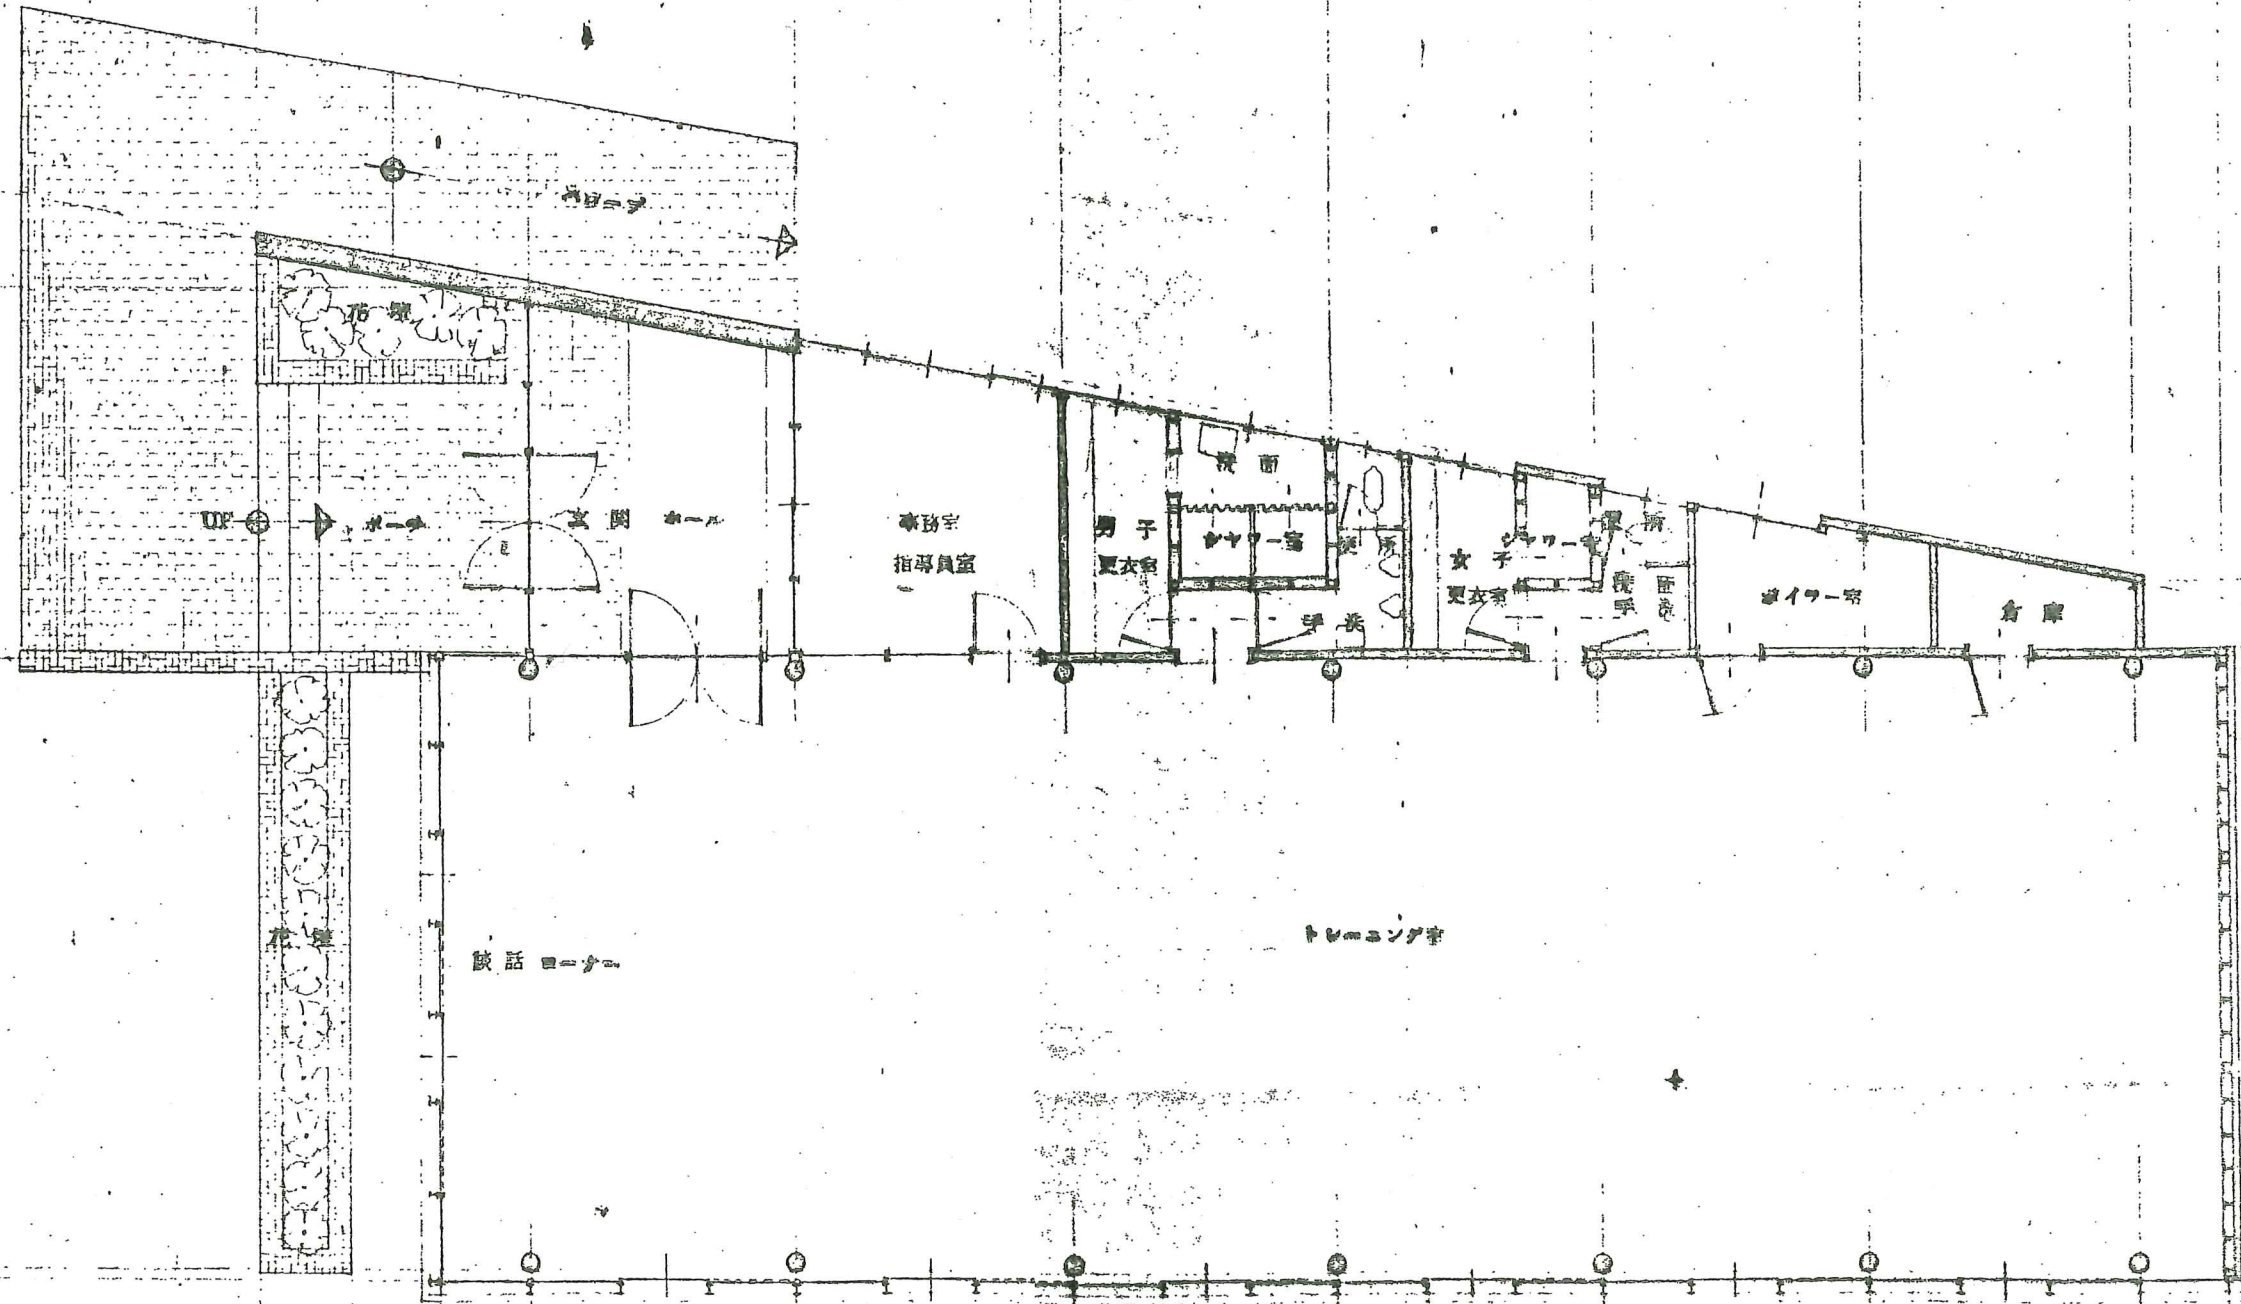 スロープ
花壇
UP
ポーチ
玄関 ホール
事務室
指導員室
男子
更衣室
洗面
シャワー室
便所
手洗
女子
更衣室
シャワー室
便所
洗面
手洗
ボイラー室
倉庫
花壇
談話コーナー
トレーニング室